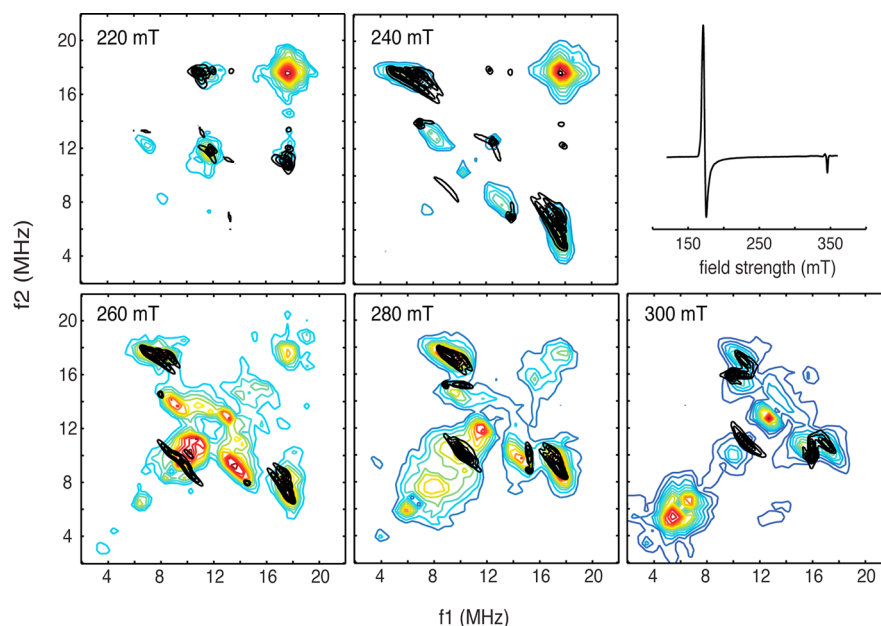 220 mT
240 mT
20
16
12
8
4
150 250 350
field strength (mT)
f2 (MHz)
260 mT
280 mT
300 mT
20
16
12
8
4
4 8 12 16 20
4 8 12 16 20
4 8 12 16 20
f1 (MHz)